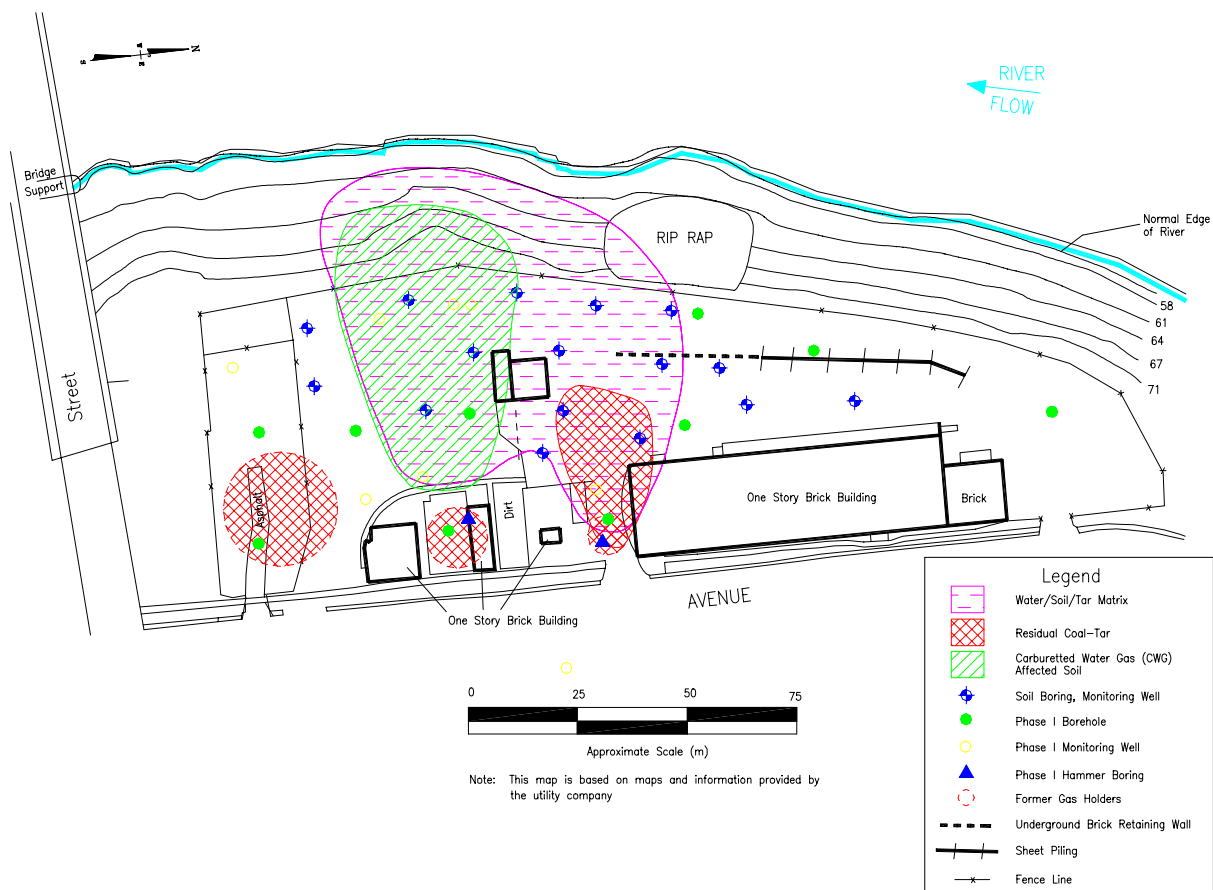 N
W
E
S
RIVER
FLOW
Bridge
Support
RIP RAP
Normal Edge
of River
58
61
64
67
71
Street
Asphalt
Dirt
One Story Brick Building
Brick
One Story Brick Building
AVENUE
0 25 50 75
Approximate Scale (m)
Note: This map is based on maps and information provided by
the utility company
Legend
Water/Soil/Tar Matrix
Residual Coal-Tar
Carburetted Water Gas (CWG)
Affected Soil
Soil Boring, Monitoring Well
Phase I Borehole
Phase I Monitoring Well
Phase I Hammer Boring
Former Gas Holders
Underground Brick Retaining Wall
Sheet Piling
Fence Line